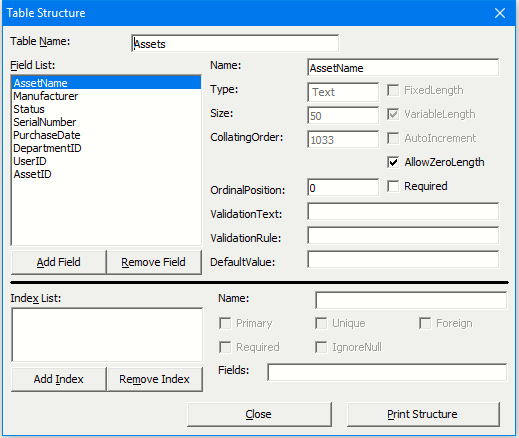 Table Structure
Table Name: Assets
Field List:
AssetName
Manufacturer
Status
SerialNumber
PurchaseDate
DepartmentID
UserID
AssetID
Add Field Remove Field
Name: AssetName
Type: Text FixedLength
Size: 50 VariableLength
CollatingOrder: 1033 AutoIncrement
AllowZeroLength
OrdinalPosition: 0 Required
ValidationText:
ValidationRule:
DefaultValue:
Index List:
Add Index Remove Index
Name:
Primary Unique Foreign
Required IgnoreNull
Fields:
Close Print Structure